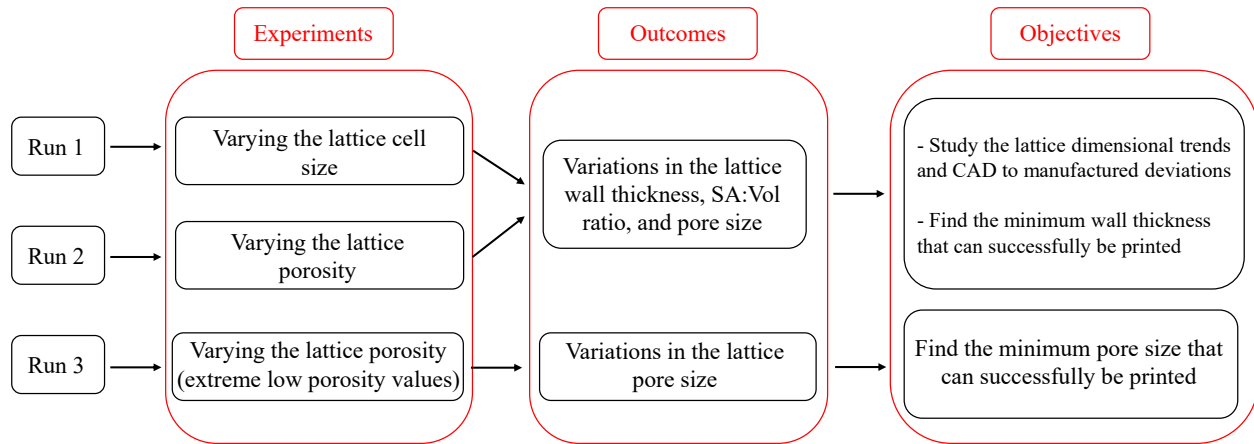 Experiments
Outcomes
Objectives
Run 1
Varying the lattice cell
size
Run 2
Varying the lattice
porosity
Run 3
Varying the lattice porosity
(extreme low porosity values)
Variations in the lattice
wall thickness, SA:Vol
ratio, and pore size
Variations in the lattice
pore size
- Study the lattice dimensional trends
and CAD to manufactured deviations
- Find the minimum wall thickness
that can successfully be printed
Find the minimum pore size that
can successfully be printed